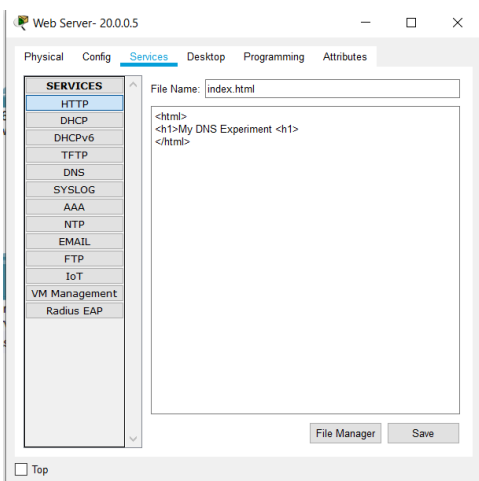 Web Server- 20.0.0.5
Physical Config Services Desktop Programming Attributes
SERVICES
HTTP
DHCP
DHCPv6
TFTP
DNS
SYSLOG
AAA
NTP
EMAIL
FTP
IoT
VM Management
Radius EAP
File Name: index.html
<html>
<h1>My DNS Experiment <h1>
</html>
File Manager Save
Top